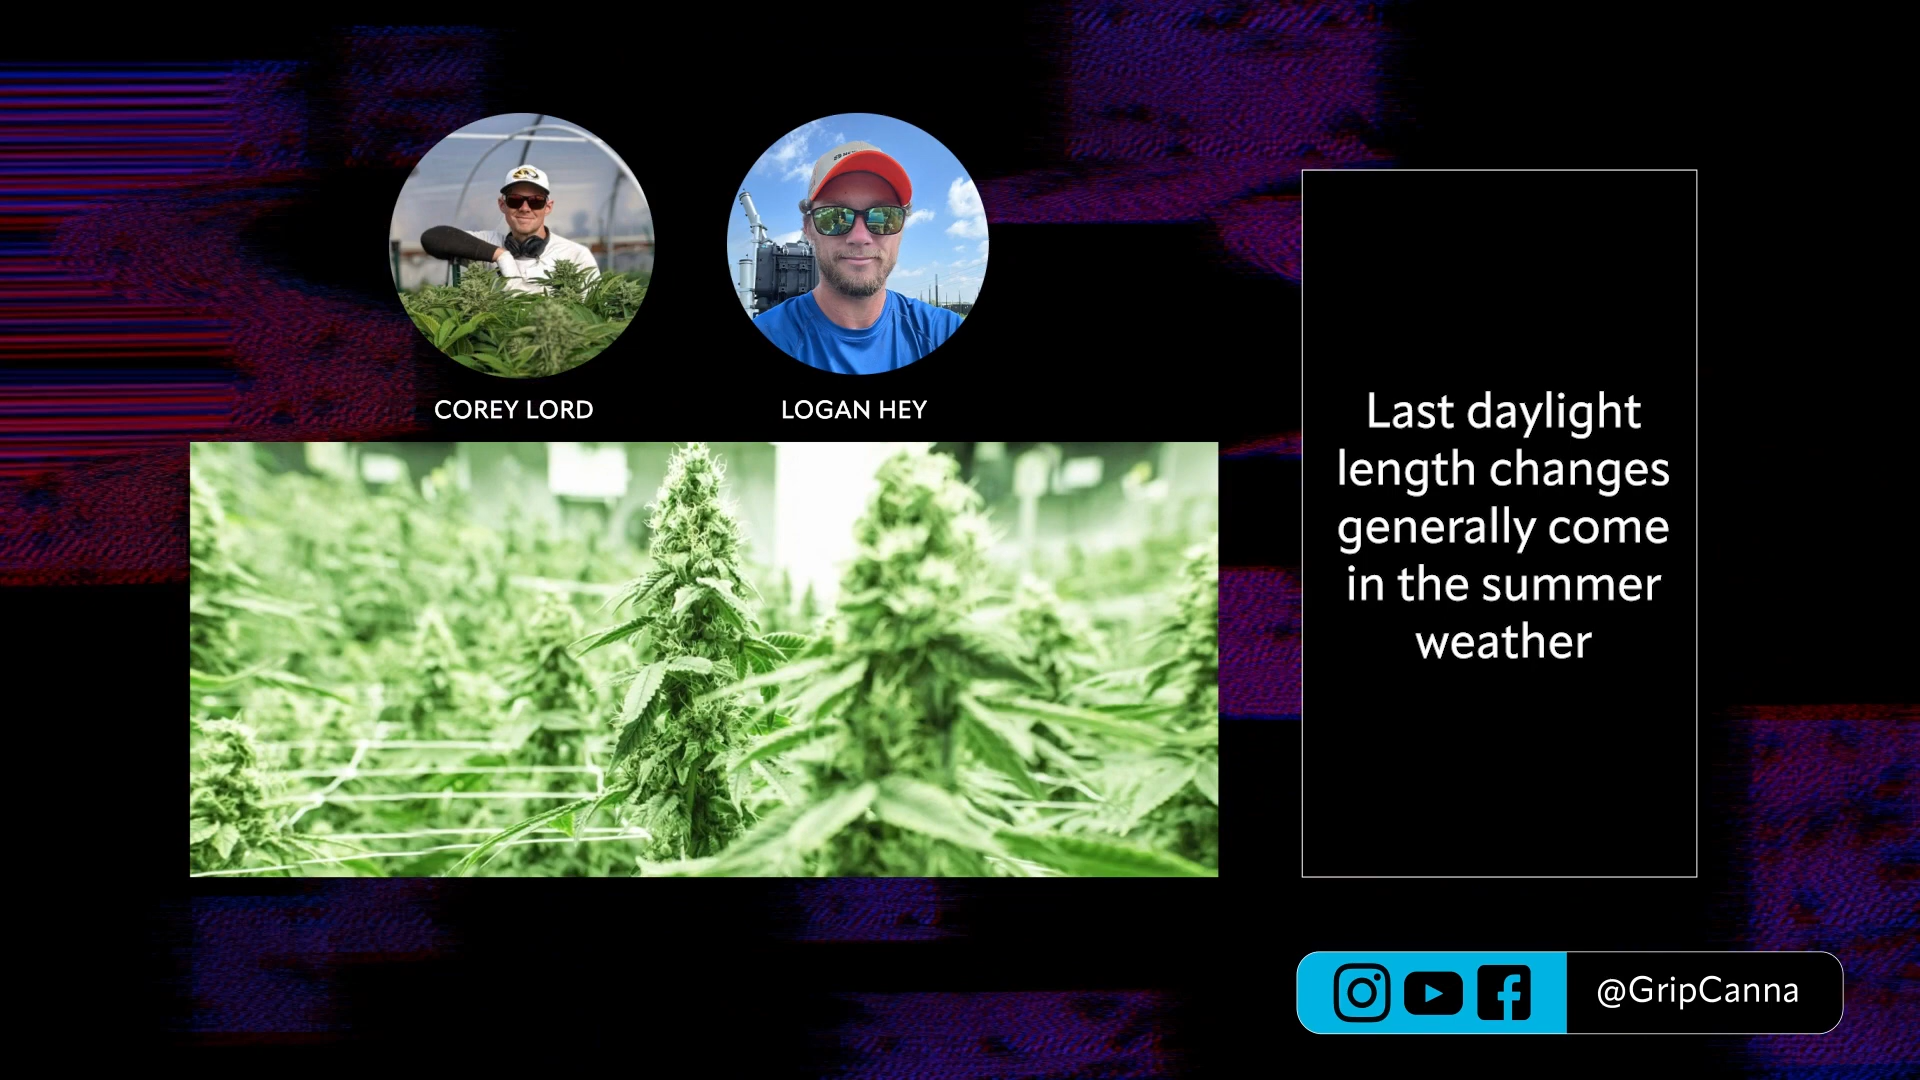 COREY LORD
LOGAN HEY
Last daylight
length changes
generally come
in the summer
weather
@GripCanna